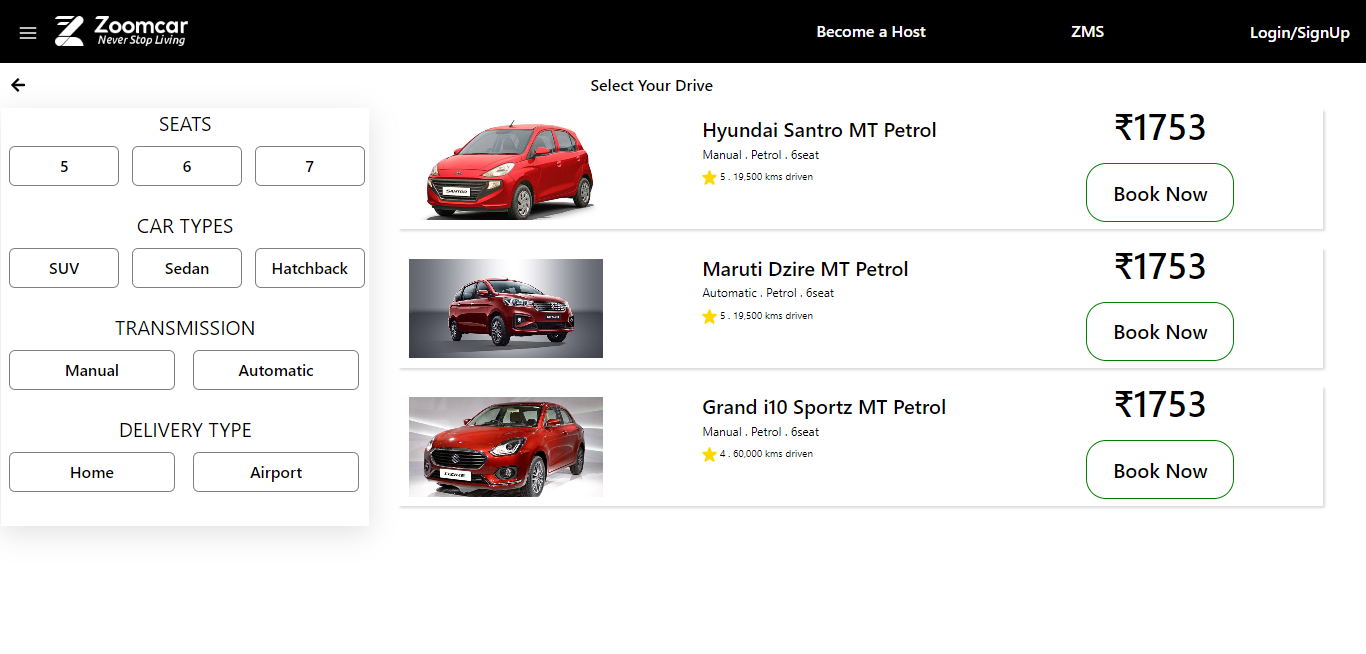 Zoomcar
Never Stop Living
Become a Host
ZMS
Login/SignUp
Select Your Drive
SEATS
5
6
7
CAR TYPES
SUV
Sedan
Hatchback
TRANSMISSION
Manual
Automatic
DELIVERY TYPE
Home
Airport
SANTRO
Hyundai Santro MT Petrol
Manual . Petrol . 6seat
5 . 19,500 kms driven
₹1753
Book Now
Maruti Dzire MT Petrol
Automatic . Petrol . 6seat
5 . 19,500 kms driven
₹1753
Book Now
DZIRE
Grand i10 Sportz MT Petrol
Manual . Petrol . 6seat
4 . 60,000 kms driven
₹1753
Book Now